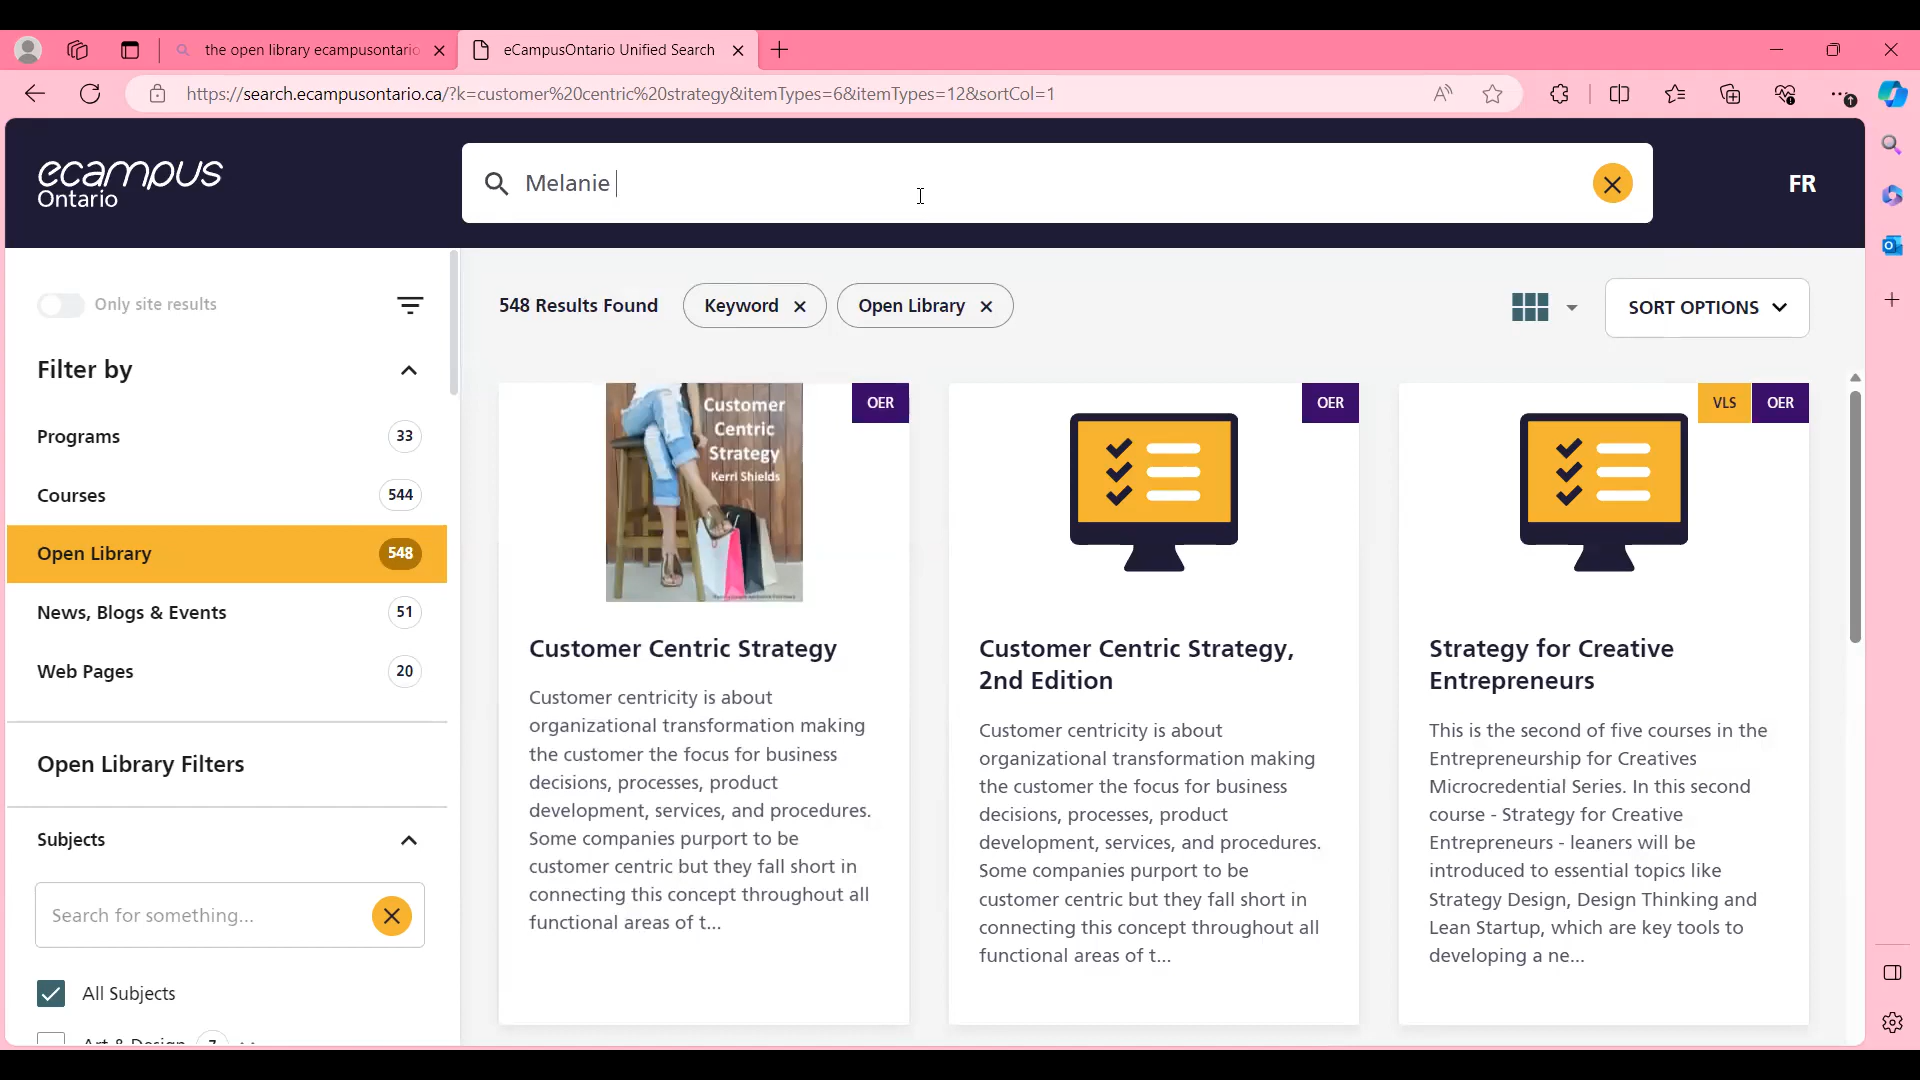 the open library ecampusontario
eCampusOntario Unified Search
https://search.ecampusontario.ca/?k=customer%20centric%20strategy&itemTypes=6&itemTypes=12&sortCol=1
ecampus
Ontario
Melanie
FR
Only site results
Filter by
Programs 33
Courses 544
Open Library 548
News, Blogs & Events 51
Web Pages 20
Open Library Filters
Subjects
Search for something...
All Subjects
Art & Design 7
548 Results Found
Keyword
Open Library
SORT OPTIONS
OER
Customer
Centric
Strategy
Kerri Shields
Customer Centric Strategy
Customer centricity is about
organizational transformation making
the customer the focus for business
decisions, processes, product
development, services, and procedures.
Some companies purport to be
customer centric but they fall short in
connecting this concept throughout all
functional areas of t...
OER
Customer Centric Strategy,
2nd Edition
Customer centricity is about
organizational transformation making
the customer the focus for business
decisions, processes, product
development, services, and procedures.
Some companies purport to be
customer centric but they fall short in
connecting this concept throughout all
functional areas of t...
VLS OER
Strategy for Creative
Entrepreneurs
This is the second of five courses in the
Entrepreneurship for Creatives
Microcredential Series. In this second
course - Strategy for Creative
Entrepreneurs - leaners will be
introduced to essential topics like
Strategy Design, Design Thinking and
Lean Startup, which are key tools to
developing a ne...